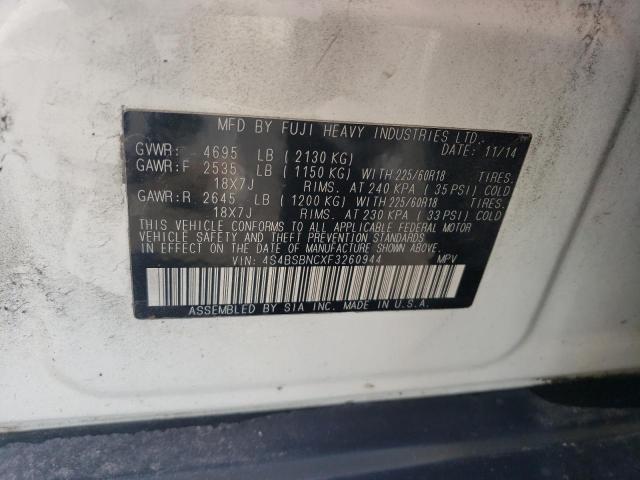 MFD BY FUJI HEAVY INDUSTRIES LTD.
GVWR: 4695 LB ( 2130 KG) DATE: 11/14
GAWR:F 2535 LB ( 1150 KG) WITH 225/60R18 TIRES.
18X7J RIMS. AT 240 KPA ( 35 PSI) COLD
GAWR:R 2645 LB ( 1200 KG) WITH 225/60R18 TIRES.
18X7J RIMS. AT 230 KPA ( 33 PSI) COLD
THIS VEHICLE CONFORMS TO ALL APPLICABLE FEDERAL MOTOR
VEHICLE SAFETY AND THEFT PREVENTION STANDARDS
IN EFFECT ON THE DATE OF MANUFACTURE SHOWN ABOVE.
VIN: 4S4BSBNCXF3260944 MPV
ASSEMBLED BY SIA INC. MADE IN U.S.A.